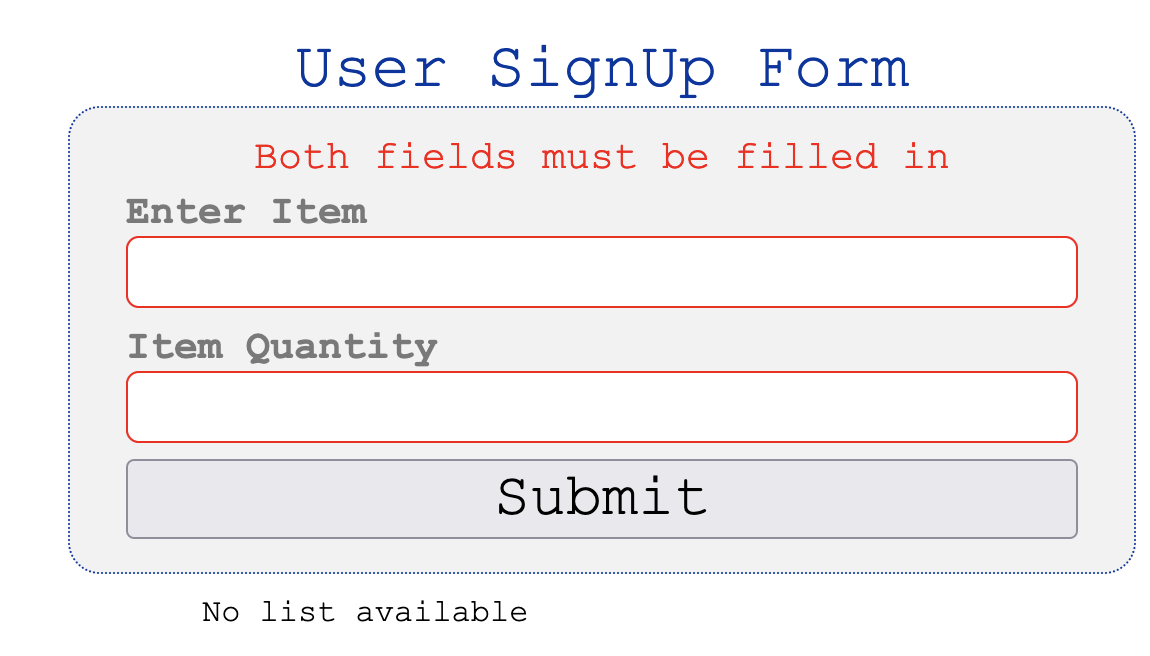 User SignUp Form
Both fields must be filled in
Enter Item
Item Quantity
Submit
No list available